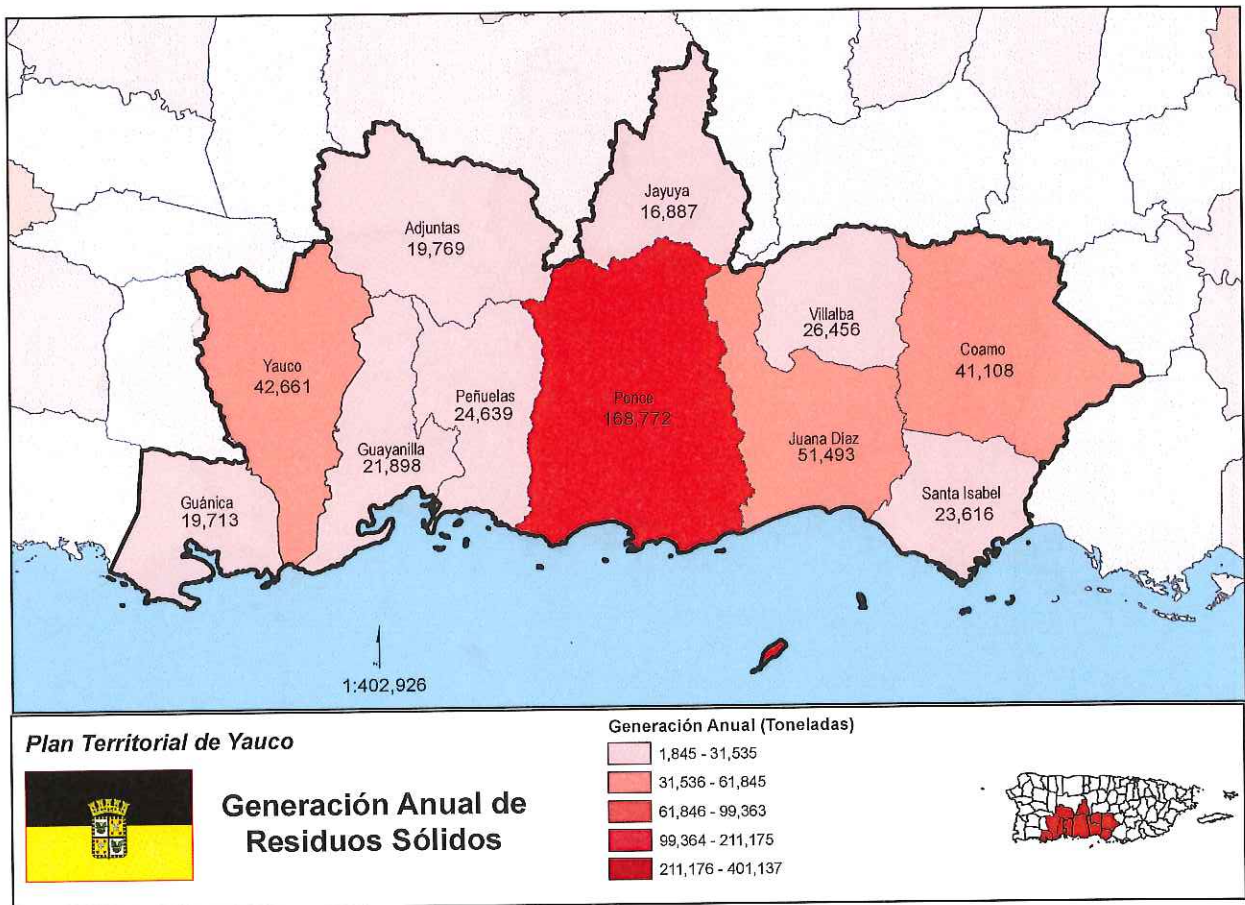 Jayuya
16,887
Adjuntas
19,769
Villalba
26,456
Yauco
42,661
Coamo
41,108
Peñuelas
24,639
Ponce
168,772
Juana Díaz
51,493
Guayanilla
21,898
Guánica
19,713
Santa Isabel
23,616
1:402,926
Plan Territorial de Yauco
Generación Anual de
Residuos Sólidos
Generación Anual (Toneladas)
1,845 - 31,535
31,536 - 61,845
61,846 - 99,363
99,364 - 211,175
211,176 - 401,137